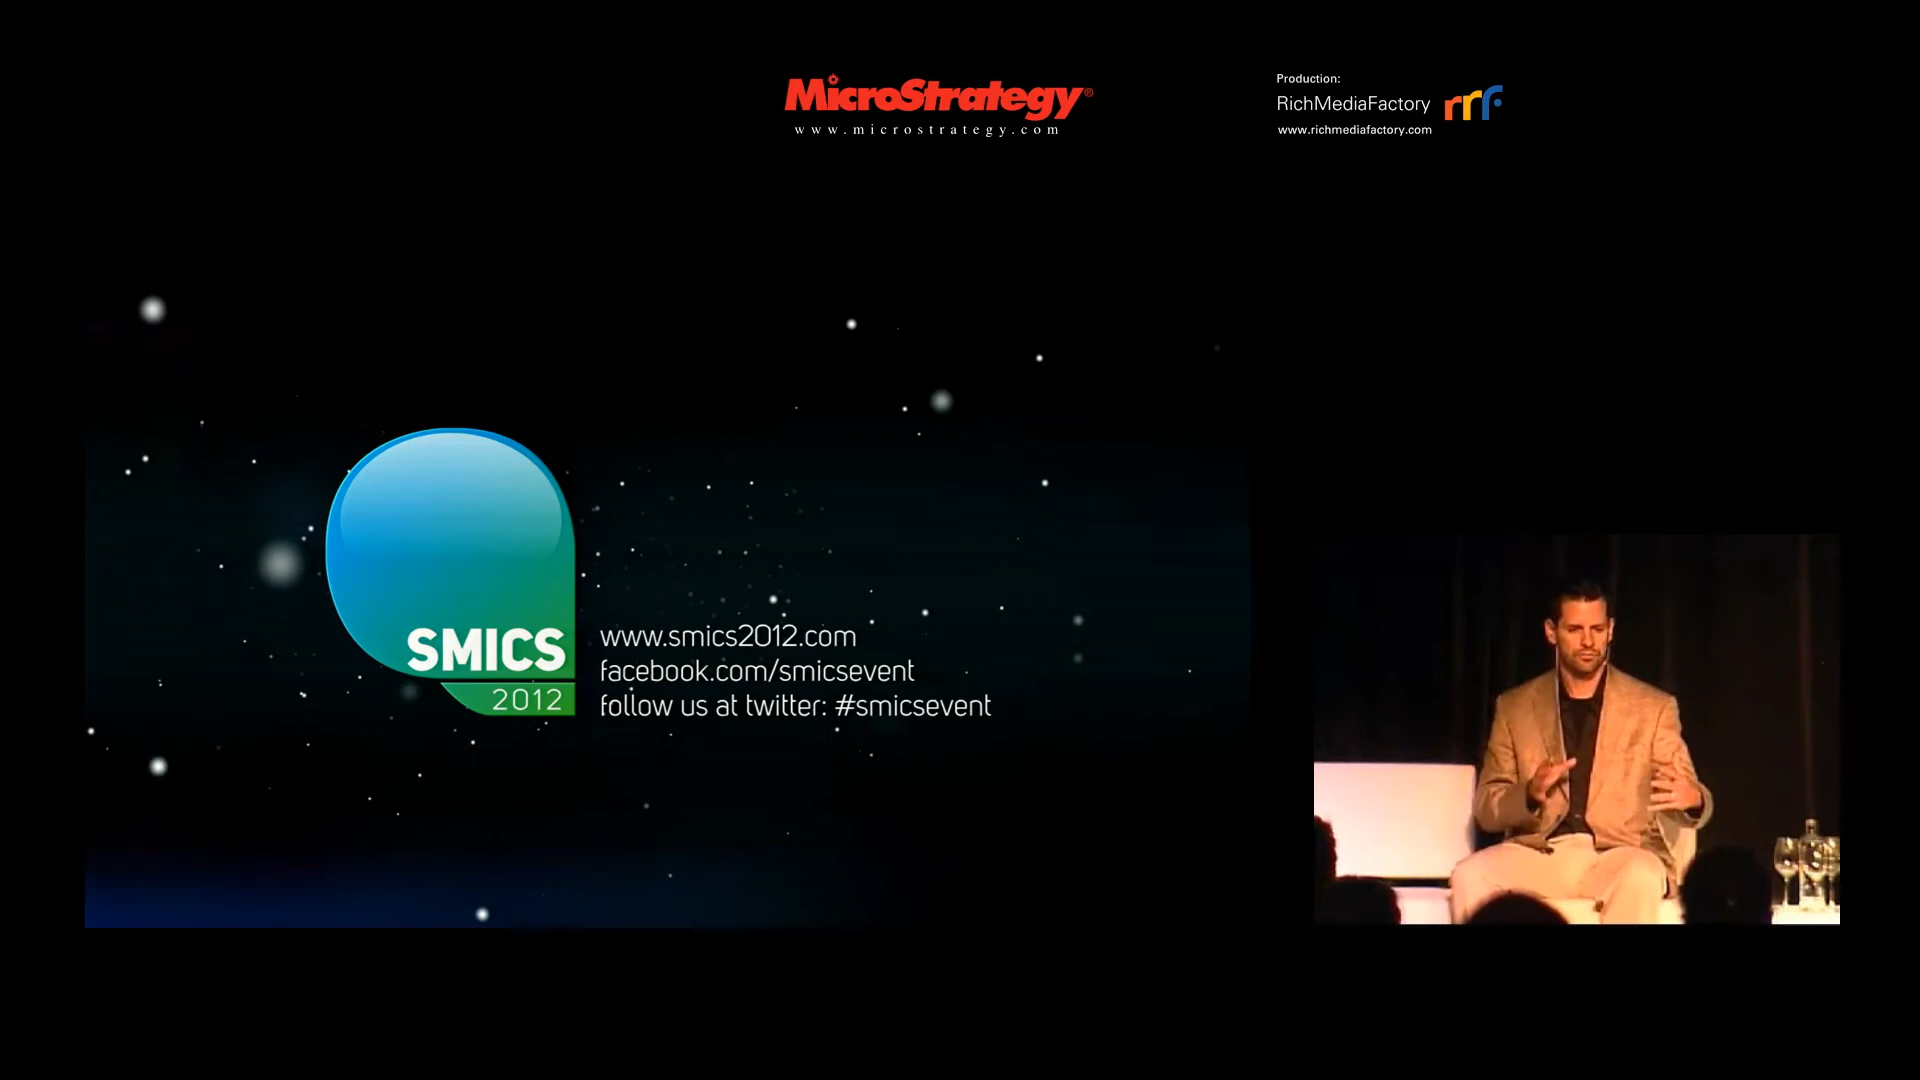 MicroStrategy®
www.microstrategy.com
Production:
RichMediaFactory rrf
www.richmediafactory.com
SMICS
2012
www.smics2012.com
facebook.com/smicsevent
follow us at twitter: #smicsevent